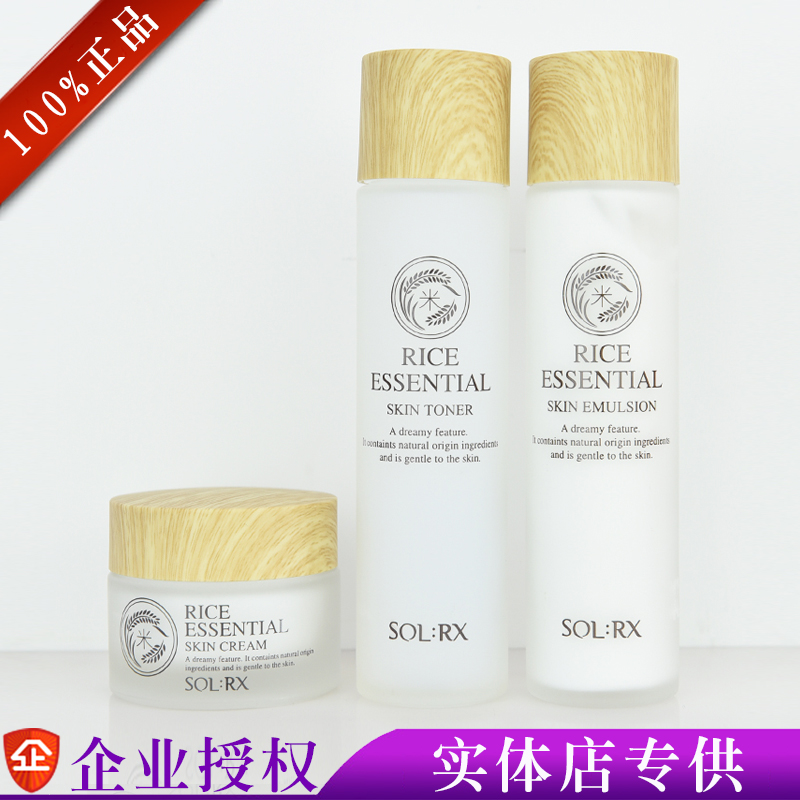 100%正品
RICE
ESSENTIAL
SKIN TONER
A dreamy feature.
It containts natural origin ingredients
and is gentle to the skin.
SOL:RX
RICE
ESSENTIAL
SKIN EMULSION
A dreamy feature.
It containts natural origin ingredients
and is gentle to the skin.
SOL:RX
RICE
ESSENTIAL
SKIN CREAM
A dreamy feature. It containts natural origin
ingredients and is gentle to the skin.
SOL:RX
企 企业授权 实体店专供